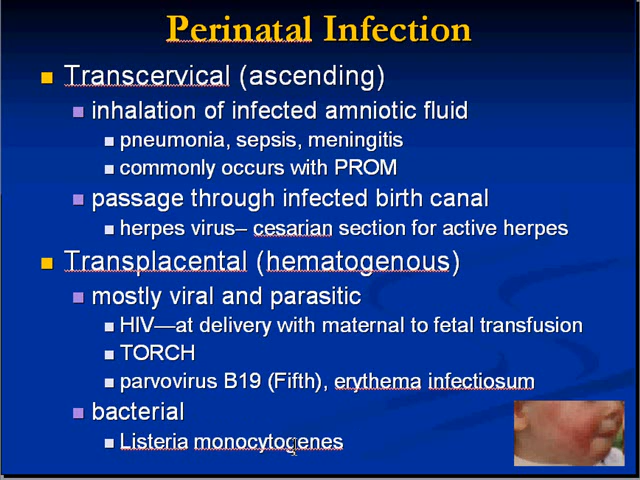 Perinatal Infection
Transcervical (ascending)
inhalation of infected amniotic fluid
pneumonia, sepsis, meningitis
commonly occurs with PROM
passage through infected birth canal
herpes virus– cesarian section for active herpes
Transplacental (hematogenous)
mostly viral and parasitic
HIV—at delivery with maternal to fetal transfusion
TORCH
parvovirus B19 (Fifth), erythema infectiosum
bacterial
Listeria monocytogenes